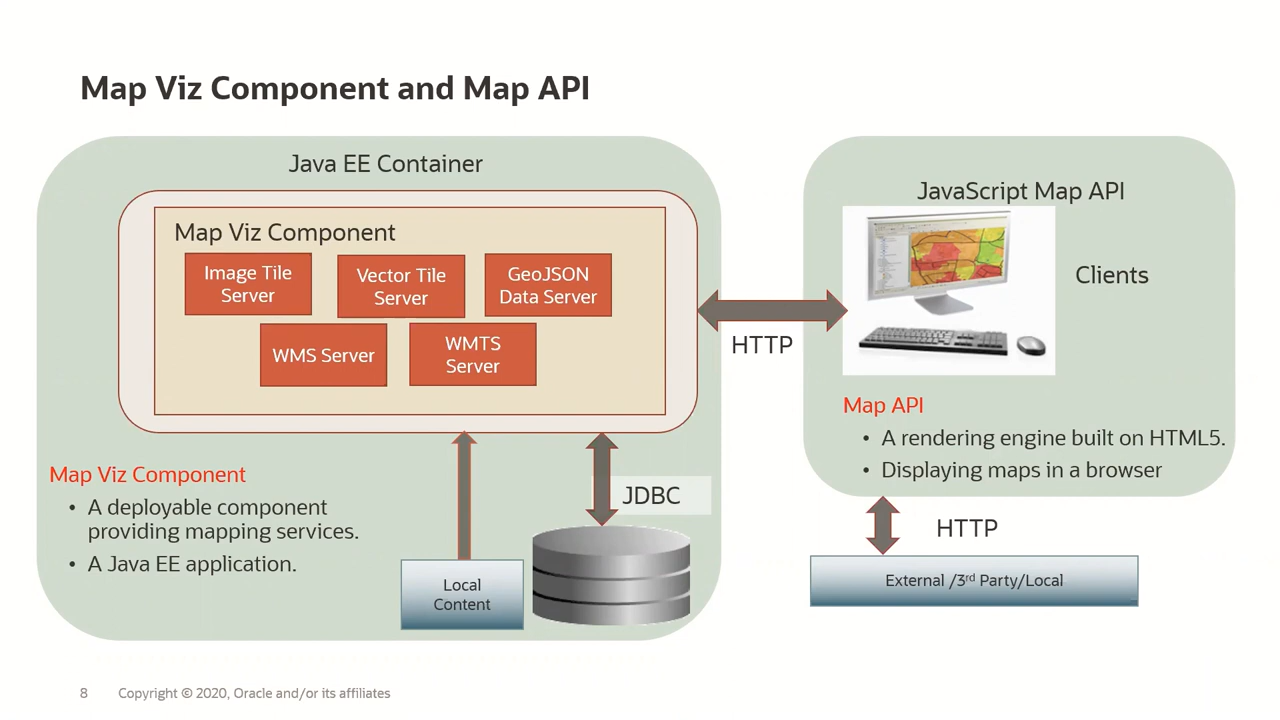 Map Viz Component and Map API
Java EE Container
Map Viz Component
Image Tile
Server
Vector Tile
Server
GeoJSON
Data Server
WMS Server
WMTS
Server
HTTP
JavaScript Map API
Clients
Map API
• A rendering engine built on HTML5.
• Displaying maps in a browser
Map Viz Component
• A deployable component
providing mapping services.
• A Java EE application.
JDBC
Local
Content
HTTP
External /3rd Party/Local
8 Copyright © 2020, Oracle and/or its affiliates